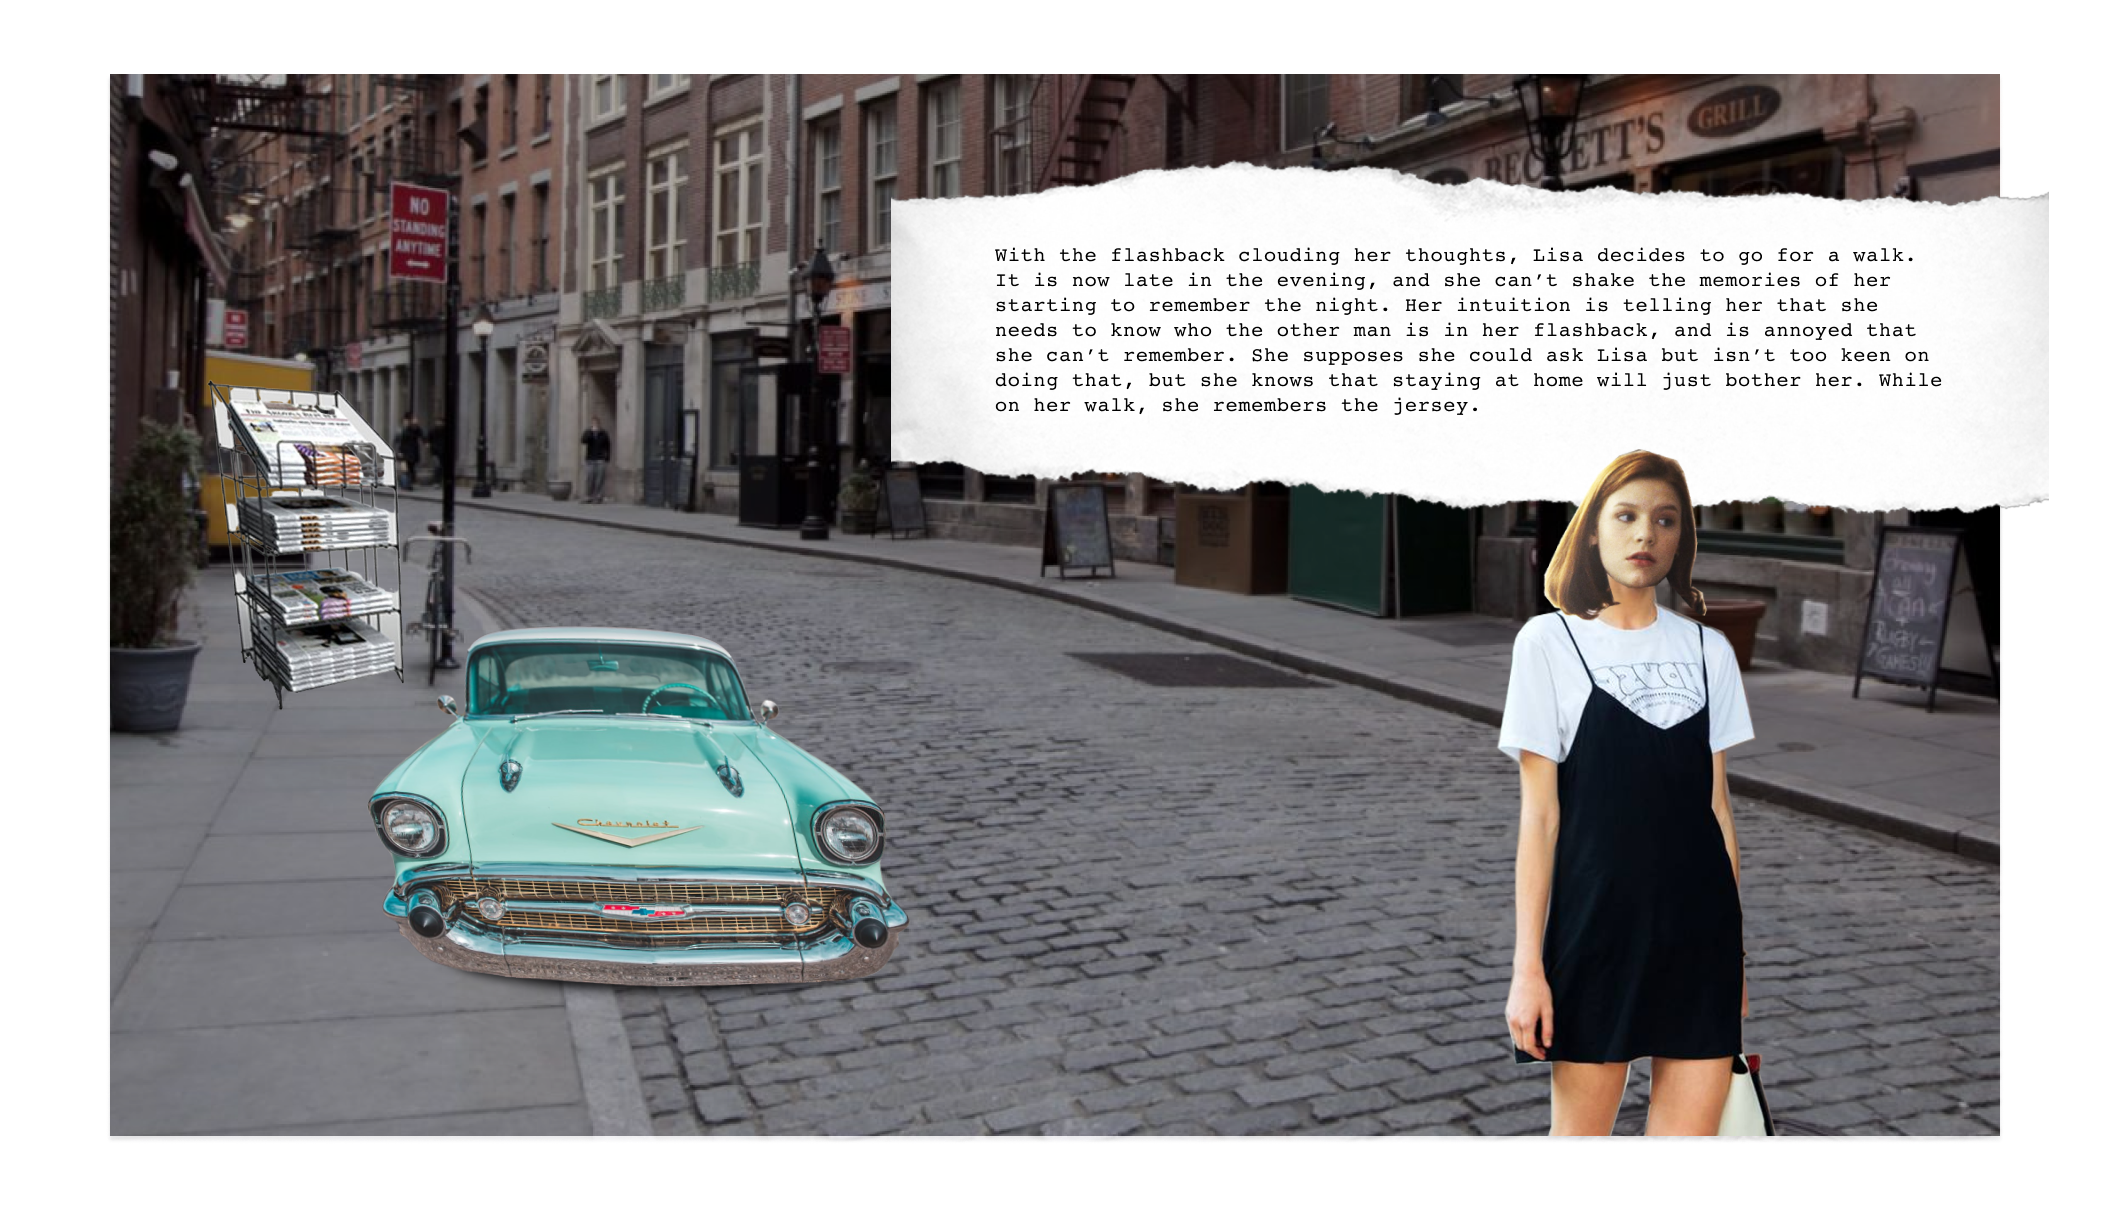 GRILL
BECKETT'S
NO
STANDING
ANYTIME
NO
With the flashback clouding her thoughts, Lisa decides to go for a walk.
It is now late in the evening, and she can't shake the memories of her
starting to remember the night. Her intuition is telling her that she
needs to know who the other man is in her flashback, and is annoyed that
she can't remember. She supposes she could ask Lisa but isn't too keen on
doing that, but she knows that staying at home will just bother her. While
on her walk, she remembers the jersey.
Chevrolet